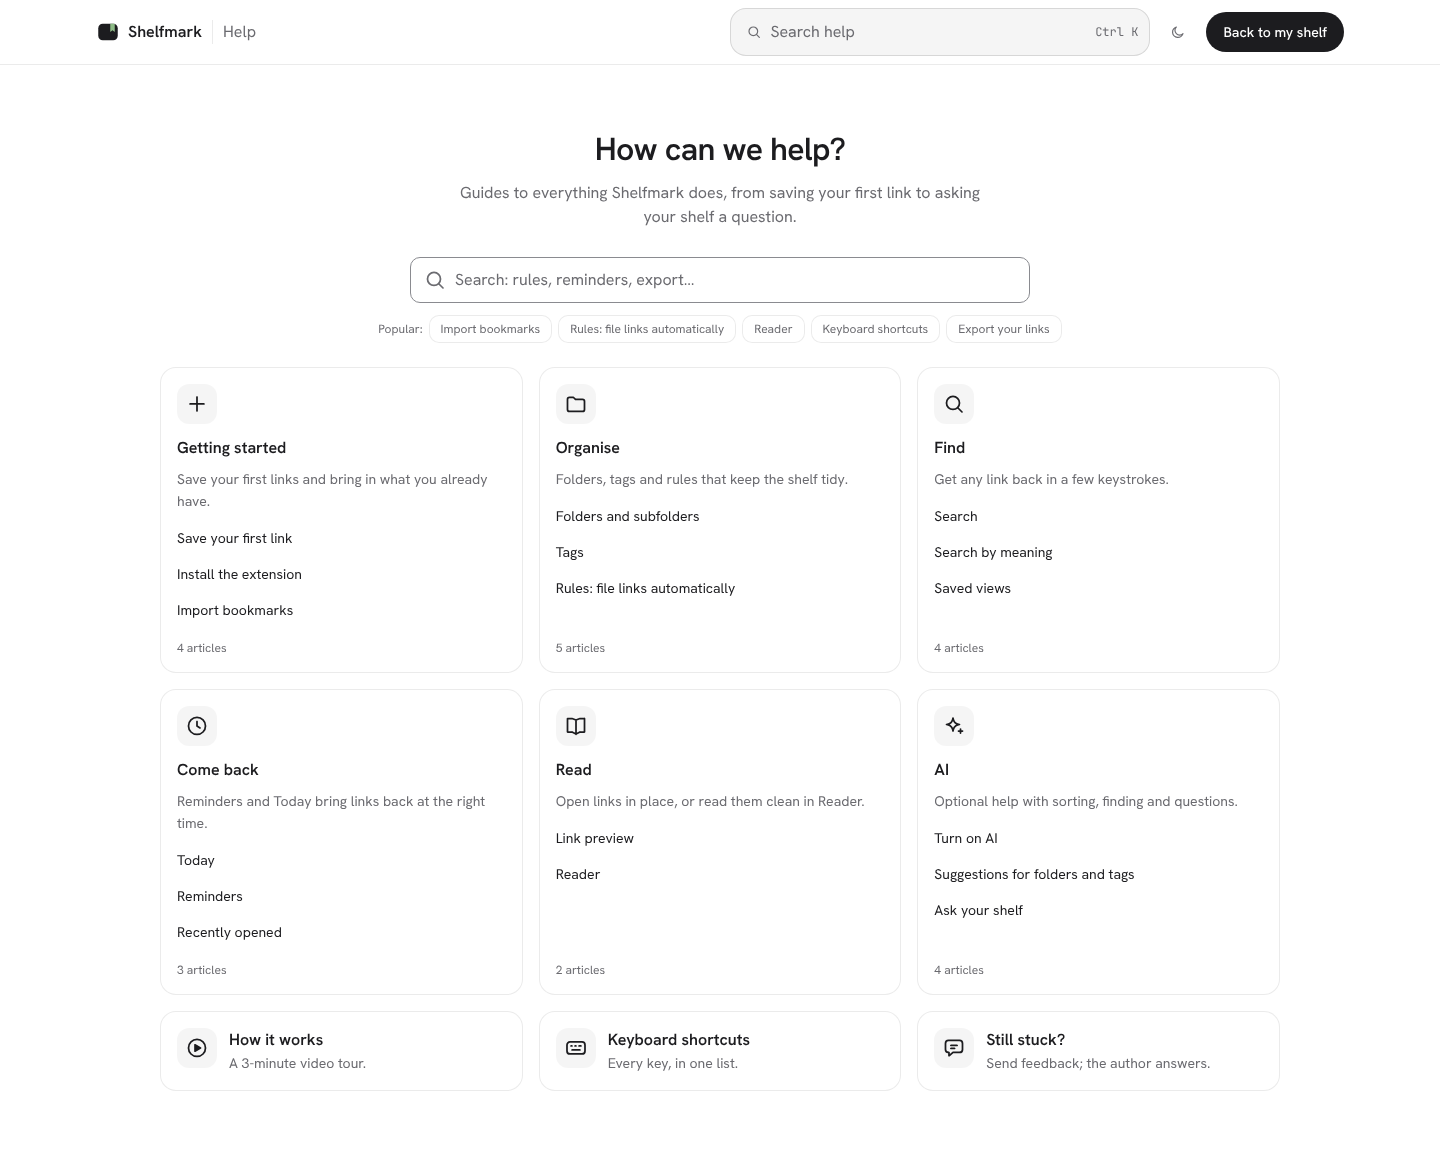 Shelfmark
Help
Search help
Ctrl K
Back to my shelf
How can we help?
Guides to everything Shelfmark does, from saving your first link to asking
your shelf a question.
Search: rules, reminders, export...
Popular:
Import bookmarks
Rules: file links automatically
Reader
Keyboard shortcuts
Export your links
Getting started
Save your first links and bring in what you already
have.
Save your first link
Install the extension
Import bookmarks
4 articles
Organise
Folders, tags and rules that keep the shelf tidy.
Folders and subfolders
Tags
Rules: file links automatically
5 articles
Find
Get any link back in a few keystrokes.
Search
Search by meaning
Saved views
4 articles
Come back
Reminders and Today bring links back at the right
time.
Today
Reminders
Recently opened
3 articles
Read
Open links in place, or read them clean in Reader.
Link preview
Reader
2 articles
AI
Optional help with sorting, finding and questions.
Turn on AI
Suggestions for folders and tags
Ask your shelf
4 articles
How it works
A 3-minute video tour.
Keyboard shortcuts
Every key, in one list.
Still stuck?
Send feedback; the author answers.